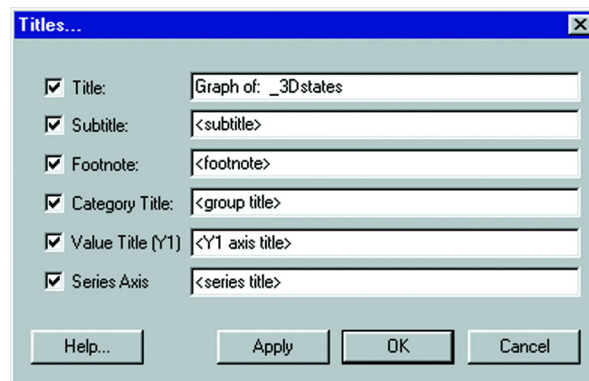 Titles...
Title: Graph of: _3Dstates
Subtitle: <subtitle>
Footnote: <footnote>
Category Title: <group title>
Value Title (Y1) <Y1 axis title>
Series Axis <series title>
Help... Apply OK Cancel